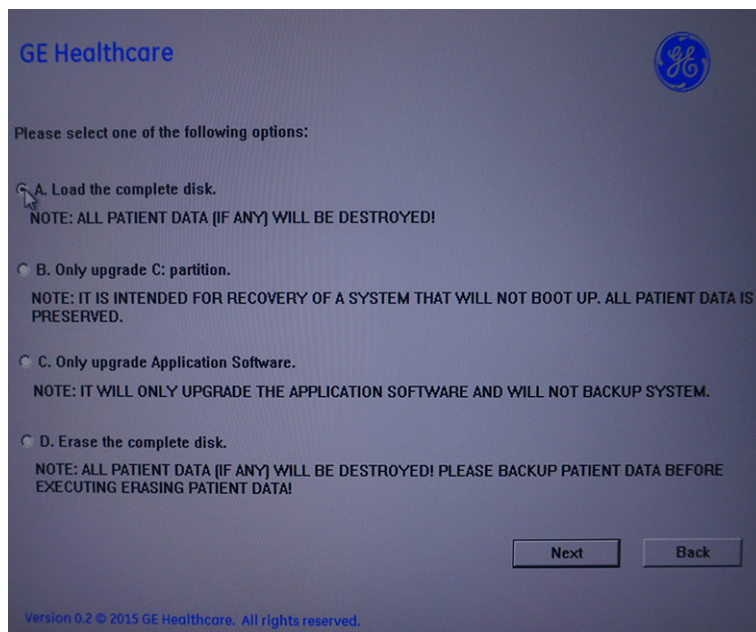 GE Healthcare
GE
Please select one of the following options:
A. Load the complete disk.
NOTE: ALL PATIENT DATA (IF ANY) WILL BE DESTROYED!
B. Only upgrade C: partition.
NOTE: IT IS INTENDED FOR RECOVERY OF A SYSTEM THAT WILL NOT BOOT UP. ALL PATIENT DATA IS
PRESERVED.
C. Only upgrade Application Software.
NOTE: IT WILL ONLY UPGRADE THE APPLICATION SOFTWARE AND WILL NOT BACKUP SYSTEM.
D. Erase the complete disk.
NOTE: ALL PATIENT DATA (IF ANY) WILL BE DESTROYED! PLEASE BACKUP PATIENT DATA BEFORE
EXECUTING ERASING PATIENT DATA!
Next Back
Version 0.2 © 2015 GE Healthcare. All rights reserved.